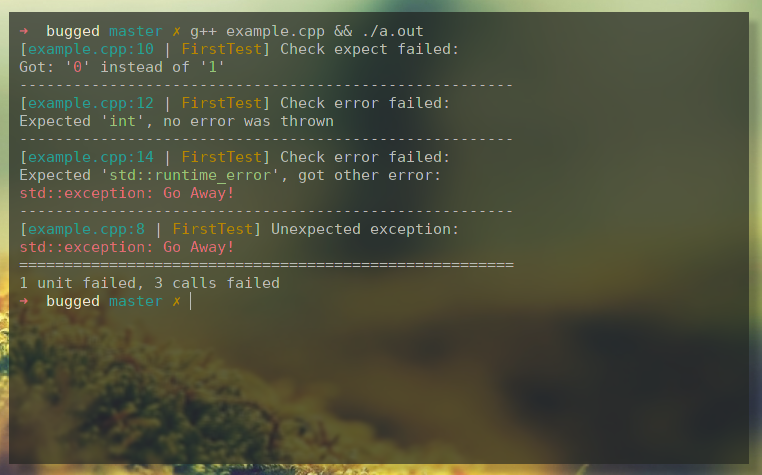 ➜  bugged master ✗ g++ example.cpp && ./a.out
[example.cpp:10 | FirstTest] Check expect failed:
Got: '0' instead of '1'
-------------------------------------------------------
[example.cpp:12 | FirstTest] Check error failed:
Expected 'int', no error was thrown
-------------------------------------------------------
[example.cpp:14 | FirstTest] Check error failed:
Expected 'std::runtime_error', got other error:
std::exception: Go Away!
-------------------------------------------------------
[example.cpp:8 | FirstTest] Unexpected exception:
std::exception: Go Away!
=======================================================
1 unit failed, 3 calls failed
➜  bugged master ✗